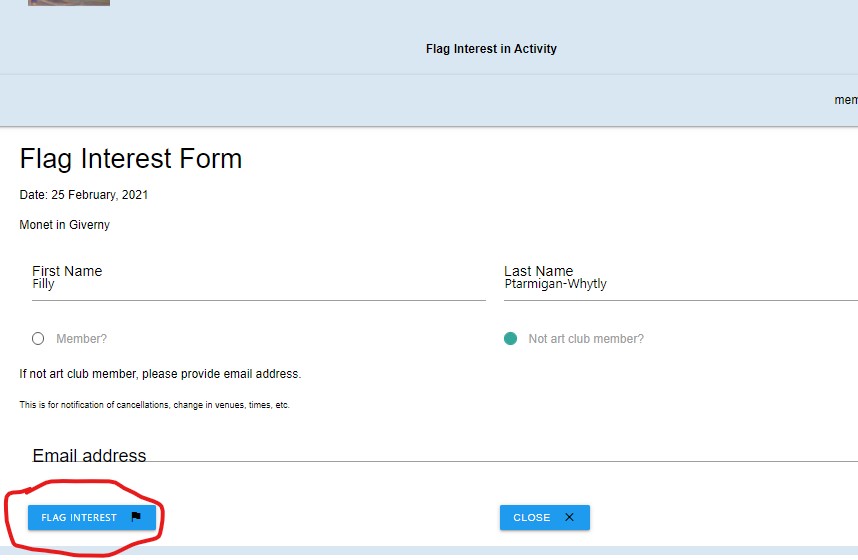 Flag Interest in Activity
Flag Interest Form
Date: 25 February, 2021
Monet in Giverny
First Name Last Name
Filly Ptarmigan-Whytly
Member? Not art club member?
If not art club member, please provide email address.
This is for notification of cancellations, change in venues, times, etc.
Email address
FLAG INTEREST CLOSE